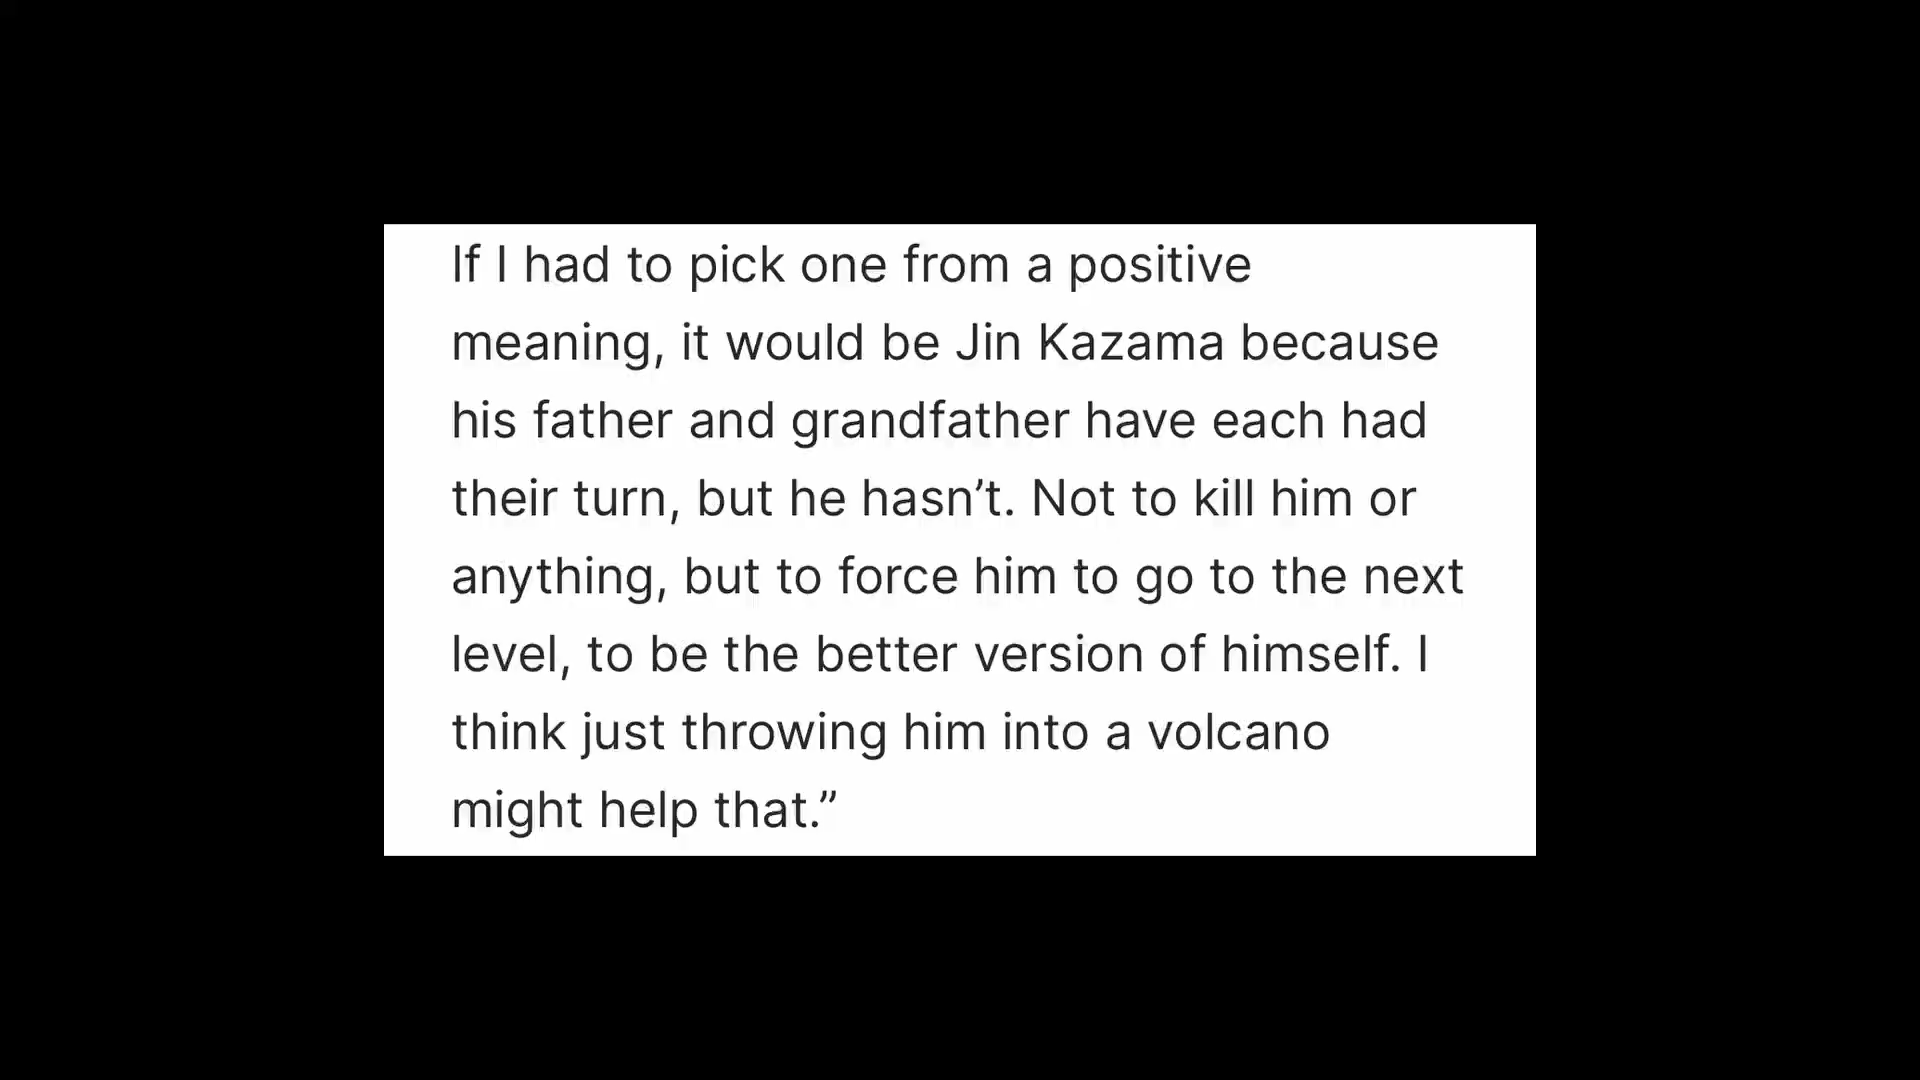 If I had to pick one from a positive
meaning, it would be Jin Kazama because
his father and grandfather have each had
their turn, but he hasn’t. Not to kill him or
anything, but to force him to go to the next
level, to be the better version of himself. I
think just throwing him into a volcano
might help that.”